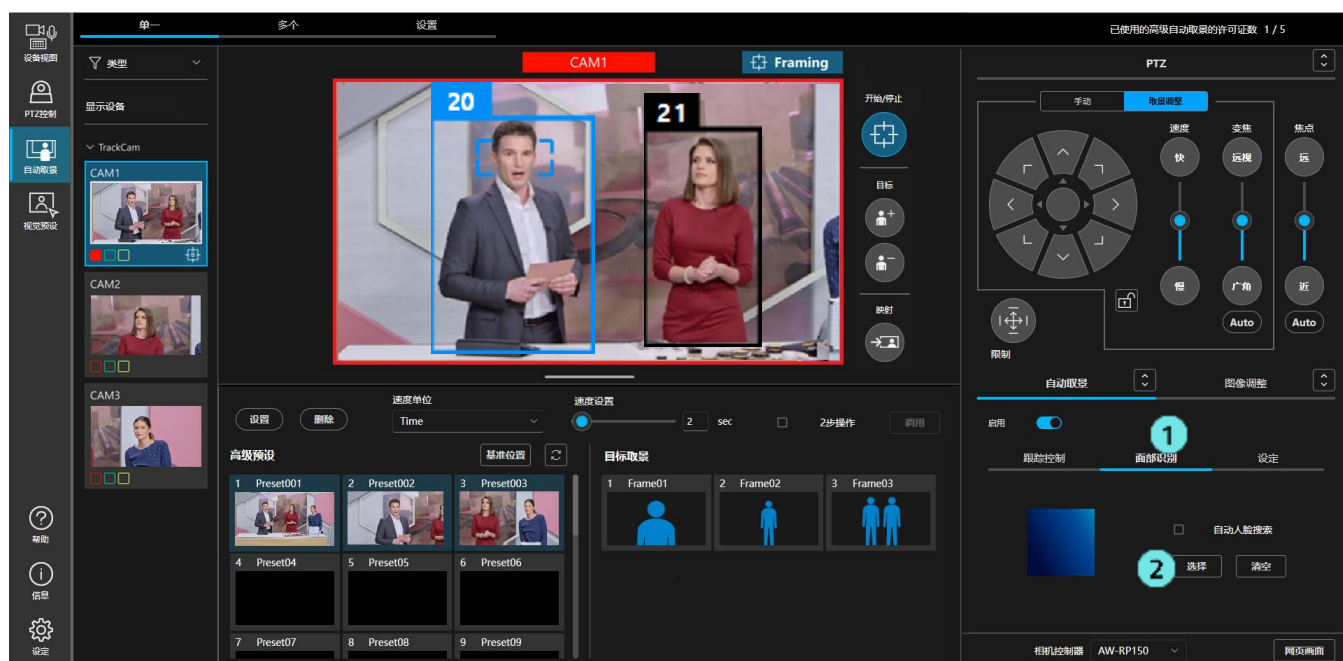 单一
多个
设置
已使用的高级自动取景的许可证数 1 / 5
设备视图
PTZ控制
自动取景
视觉预设
帮助
信息
设定
类型
显示设备
TrackCam
CAM1
CAM2
CAM3
CAM1
Framing
20
21
开始/停止
目标
映射
设置
删除
速度单位
Time
速度设置
2 sec
2步操作
调用
高级预设
基准位置
1 Preset001
2 Preset002
3 Preset003
4 Preset04
5 Preset05
6 Preset06
7 Preset07
8 Preset08
9 Preset09
目标取景
1 Frame01
2 Frame02
3 Frame03
PTZ
手动
取景调整
速度
变焦
焦点
快
远视
远
慢
广角
近
Auto
Auto
限制
自动取景
图像调整
启用
1
跟踪控制
面部识别
设定
自动人脸搜索
2
选择
清空
相机控制器
AW-RP150
网页画面